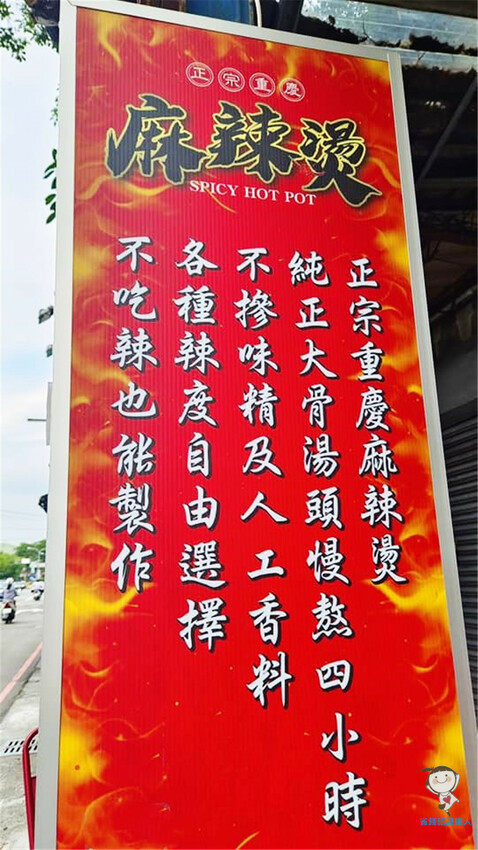 正宗重慶
麻辣燙
SPICY HOT POT
正宗重慶麻辣燙
純正大骨湯頭慢熬四小時
不摻味精及人工香料
各種辣度自由選擇
不吃辣也能製作